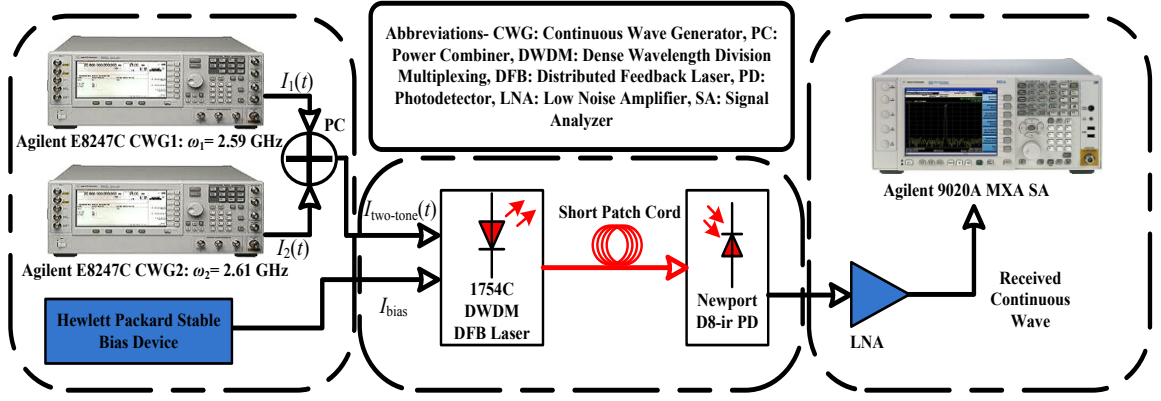 Abbreviations- CWG: Continuous Wave Generator, PC:
Power Combiner, DWDM: Dense Wavelength Division
Multiplexing, DFB: Distributed Feedback Laser, PD:
Photodetector, LNA: Low Noise Amplifier, SA: Signal
Analyzer
I1(t)
PC
Agilent E8247C CWG1: ω1= 2.59 GHz
I2(t)
Agilent E8247C CWG2: ω2= 2.61 GHz
Hewlett Packard Stable
Bias Device
Itwo-tone(t)
Ibias
1754C
DWDM
DFB Laser
Short Patch Cord
Newport
D8-ir PD
LNA
Agilent 9020A MXA SA
Received
Continuous
Wave